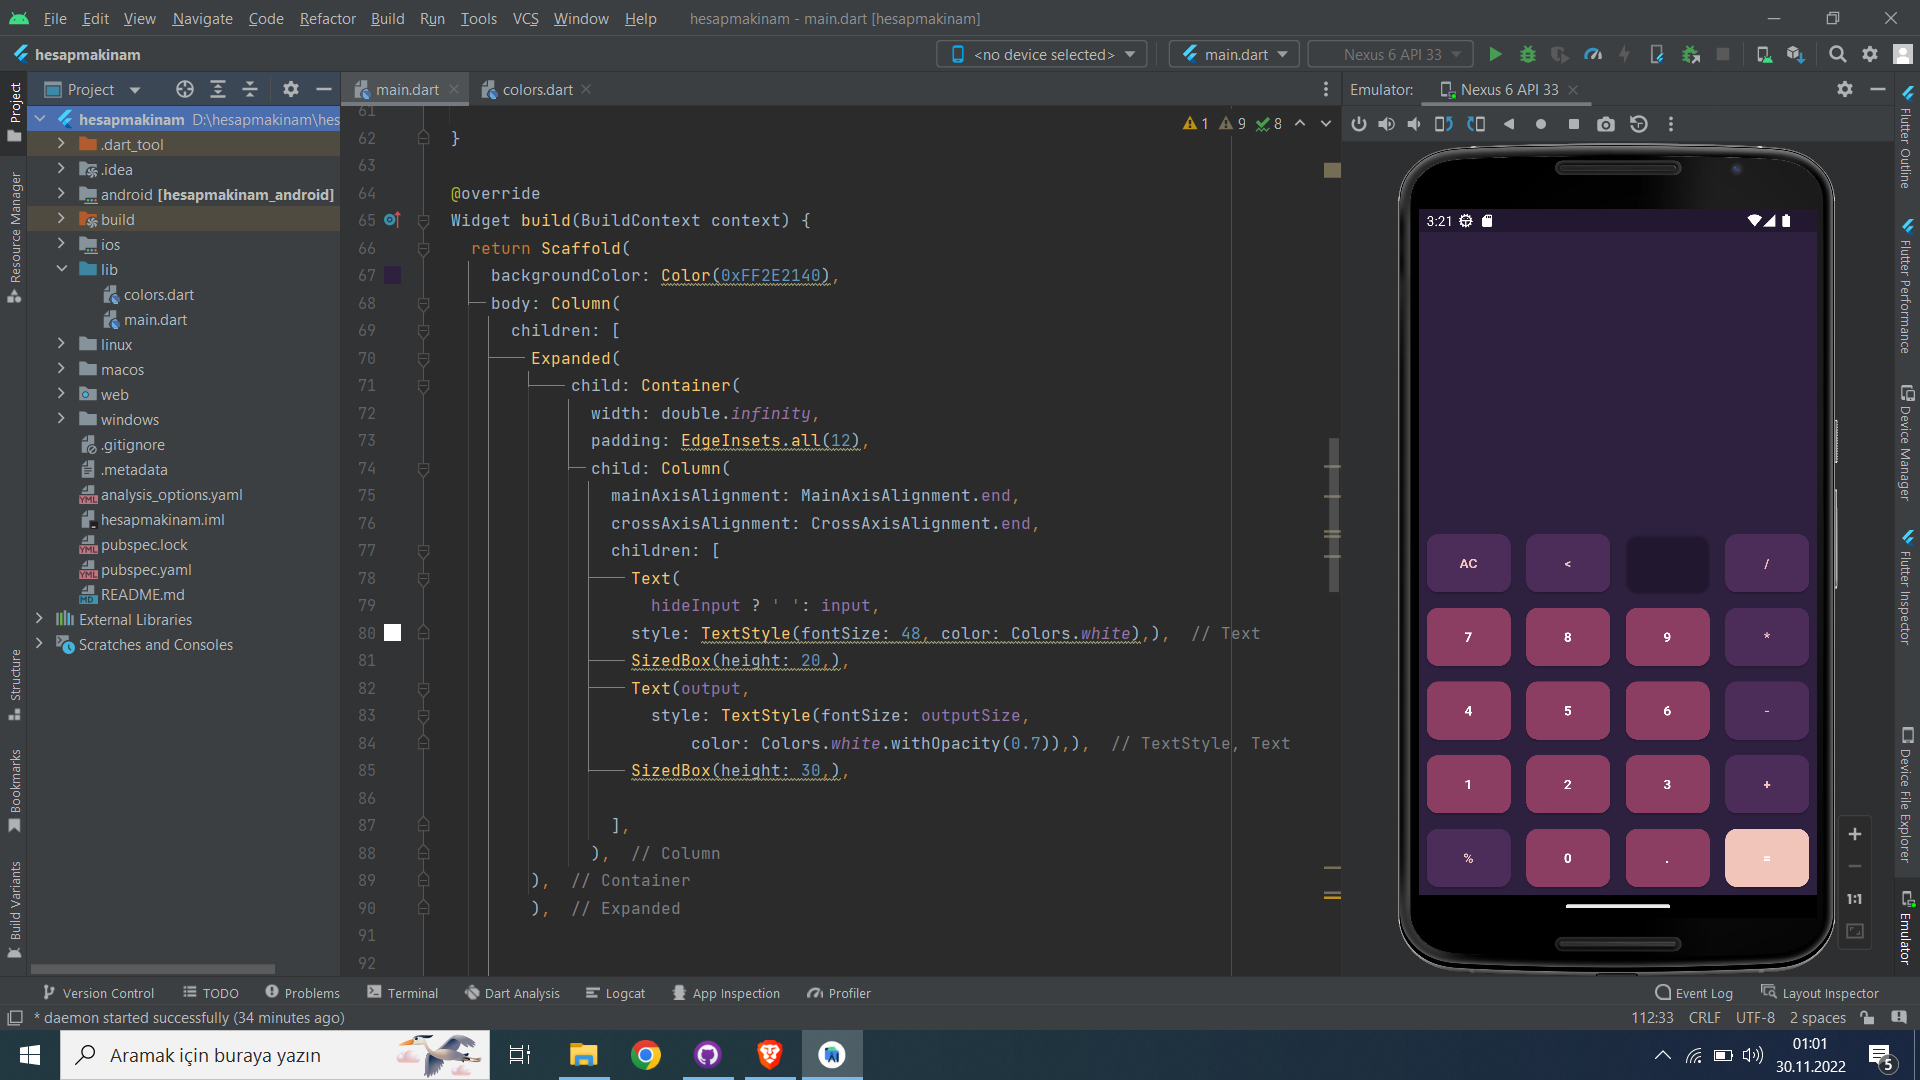 File Edit View Navigate Code Refactor Build Run Tools VCS Window Help hesapmakinam - main.dart [hesapmakinam]
hesapmakinam
<no device selected> main.dart Nexus 6 API 33
Project
main.dart colors.dart
Emulator: Nexus 6 API 33
hesapmakinam D:\hesapmakinam\hes
.dart_tool
.idea
android [hesapmakinam_android]
build
ios
lib
colors.dart
main.dart
linux
macos
web
windows
.gitignore
.metadata
analysis_options.yaml
hesapmakinam.iml
pubspec.lock
pubspec.yaml
README.md
External Libraries
Scratches and Consoles
Project
Resource Manager
Structure
Bookmarks
Build Variants
1 9 8
61
62 }
63
64 @override
65 Widget build(BuildContext context) {
66 return Scaffold(
67 backgroundColor: Color(0xFF2E2140),
68 body: Column(
69 children: [
70 Expanded(
71 child: Container(
72 width: double.infinity,
73 padding: EdgeInsets.all(12),
74 child: Column(
75 mainAxisAlignment: MainAxisAlignment.end,
76 crossAxisAlignment: CrossAxisAlignment.end,
77 children: [
78 Text(
79 hideInput ? ' ': input,
80 style: TextStyle(fontSize: 48, color: Colors.white),), // Text
81 SizedBox(height: 20,),
82 Text(output,
83 style: TextStyle(fontSize: outputSize,
84 color: Colors.white.withOpacity(0.7)),), // TextStyle, Text
85 SizedBox(height: 30,),
86
87 ],
88 ), // Column
89 ), // Container
90 ), // Expanded
91
92
3:21
AC < /
7 8 9 *
4 5 6 -
1 2 3 +
% 0 . =
1:1
Flutter Outline
Flutter Performance
Device Manager
Flutter Inspector
Device File Explorer
Emulator
Version Control TODO Problems Terminal Dart Analysis Logcat App Inspection Profiler Event Log Layout Inspector
* daemon started successfully (34 minutes ago) 112:33 CRLF UTF-8 2 spaces
Aramak için buraya yazın
01:01
30.11.2022
5